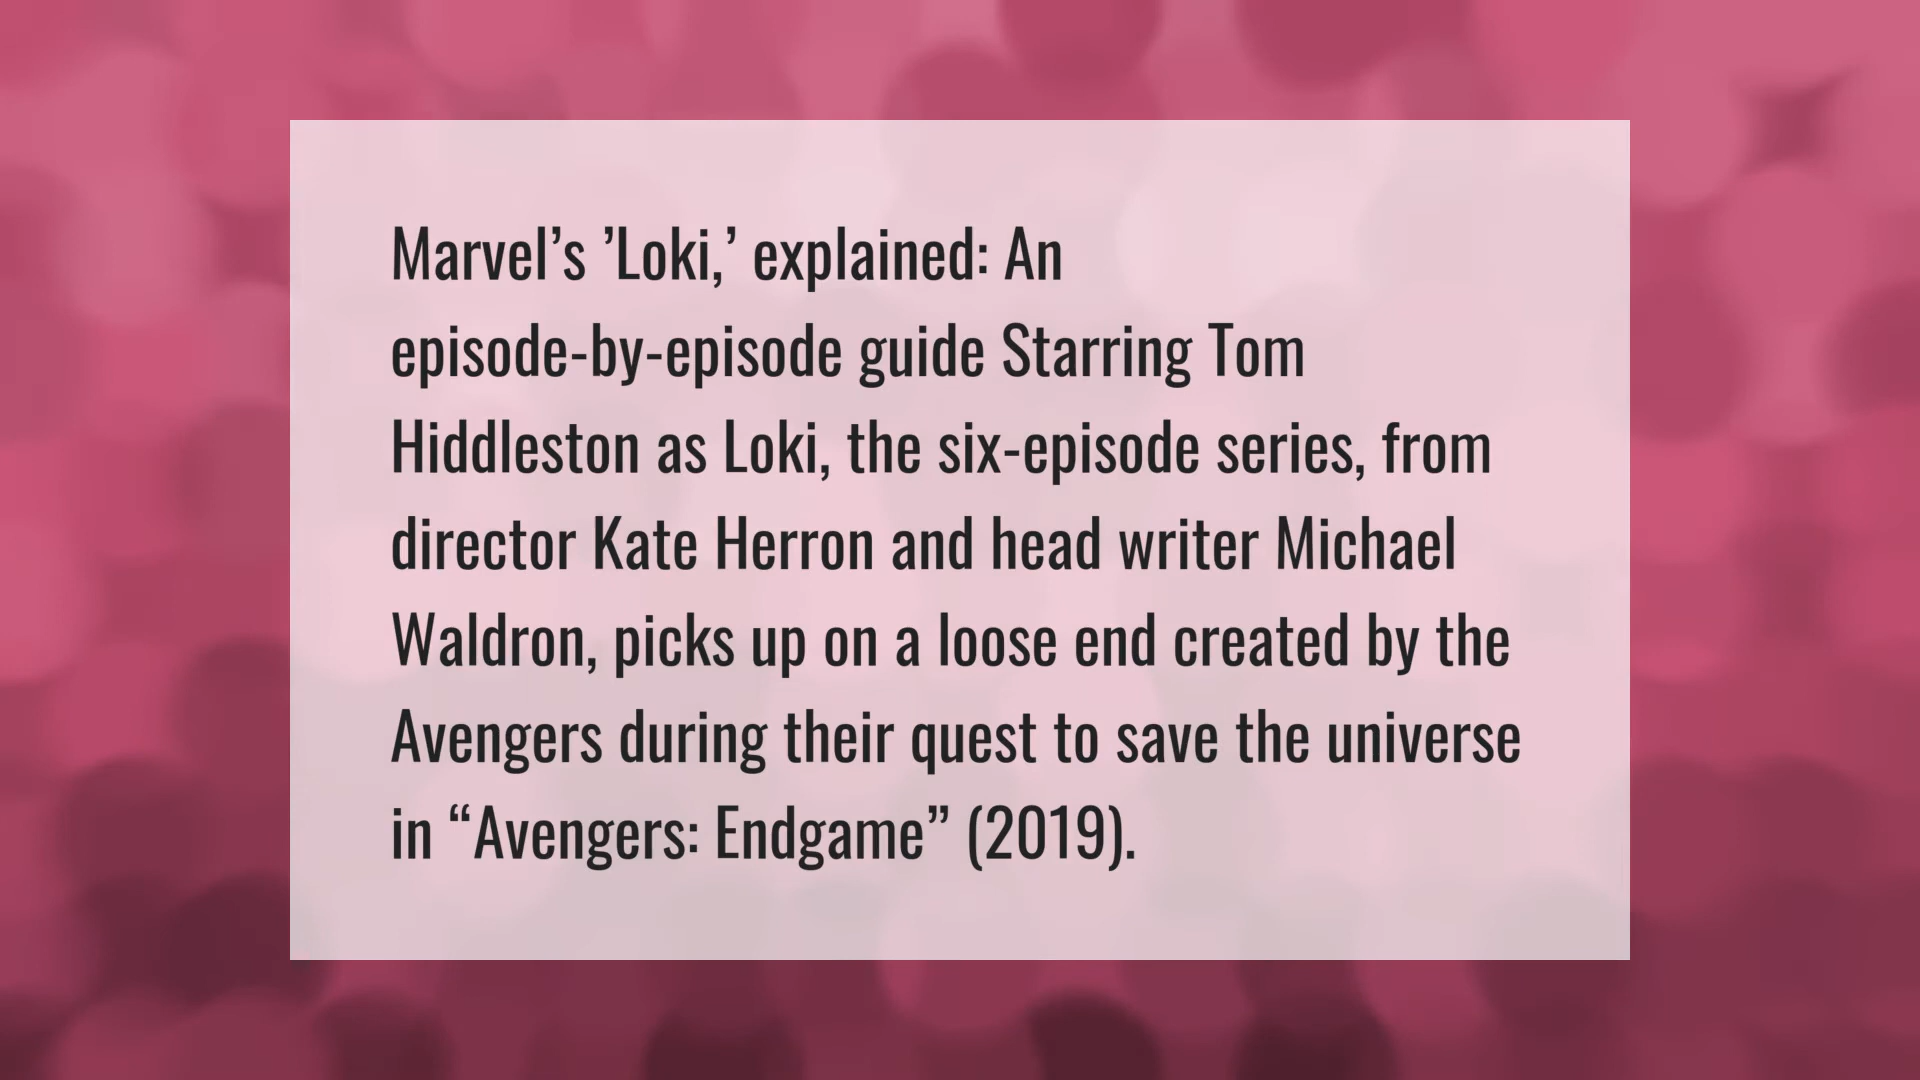 Marvel’s ’Loki,’ explained: An
episode-by-episode guide Starring Tom
Hiddleston as Loki, the six-episode series, from
director Kate Herron and head writer Michael
Waldron, picks up on a loose end created by the
Avengers during their quest to save the universe
in “Avengers: Endgame” (2019).